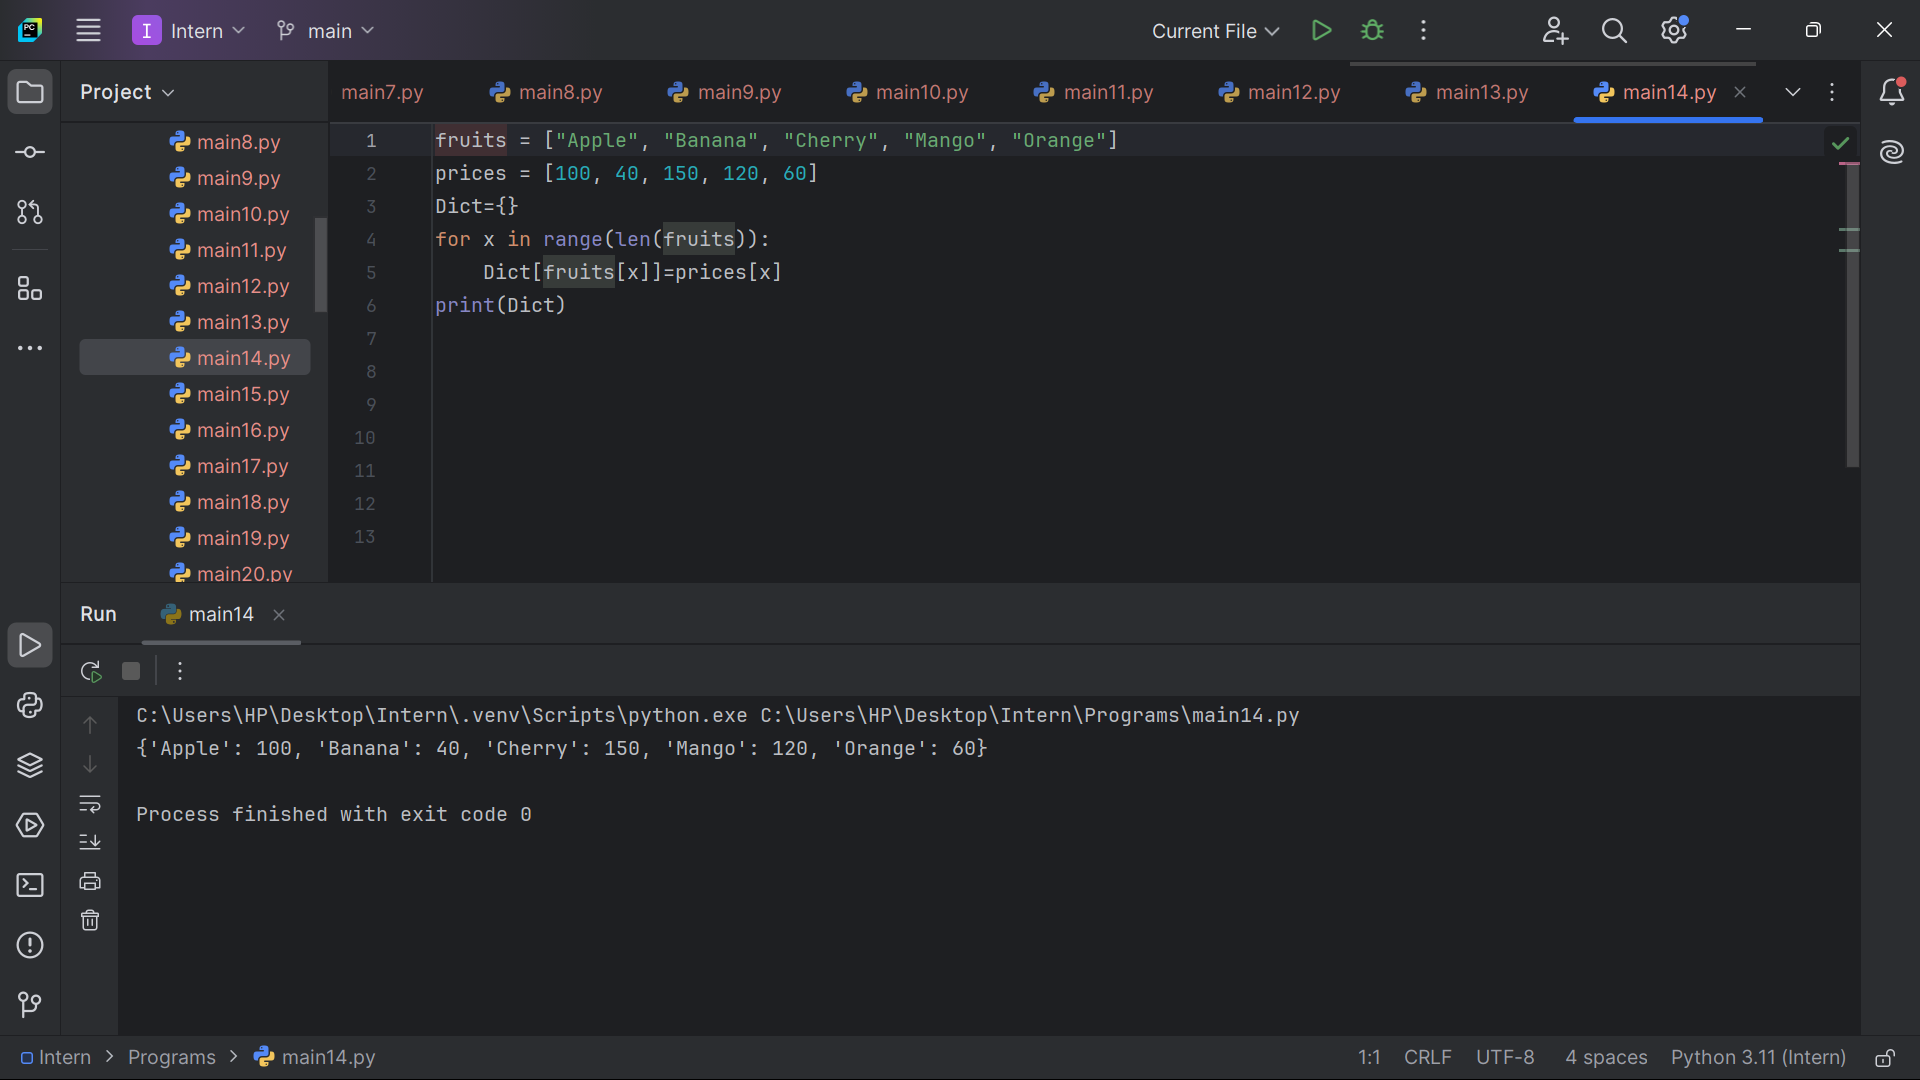 PC I Intern main Current File
Project main7.py main8.py main9.py main10.py main11.py main12.py main13.py main14.py
main8.py
main9.py
main10.py
main11.py
main12.py
main13.py
main14.py
main15.py
main16.py
main17.py
main18.py
main19.py
main20.py
1 fruits = ["Apple", "Banana", "Cherry", "Mango", "Orange"]
2 prices = [100, 40, 150, 120, 60]
3 Dict={}
4 for x in range(len(fruits)):
5     Dict[fruits[x]]=prices[x]
6 print(Dict)
7
8
9
10
11
12
13
Run main14
C:\Users\HP\Desktop\Intern\.venv\Scripts\python.exe C:\Users\HP\Desktop\Intern\Programs\main14.py
{'Apple': 100, 'Banana': 40, 'Cherry': 150, 'Mango': 120, 'Orange': 60}
Process finished with exit code 0
Intern > Programs > main14.py 1:1 CRLF UTF-8 4 spaces Python 3.11 (Intern)